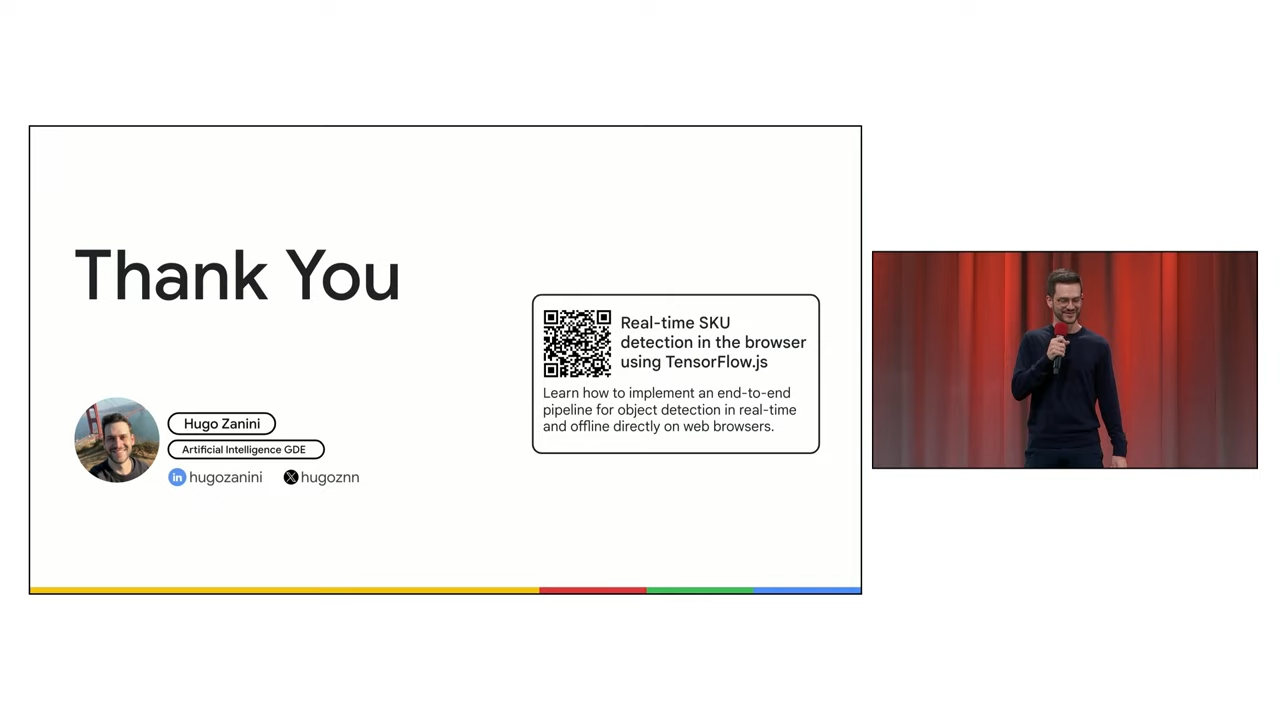 Thank You
Hugo Zanini
Artificial Intelligence GDE
in hugozanini X hugoznn
Real-time SKU
detection in the browser
using TensorFlow.js
Learn how to implement an end-to-end
pipeline for object detection in real-time
and offline directly on web browsers.